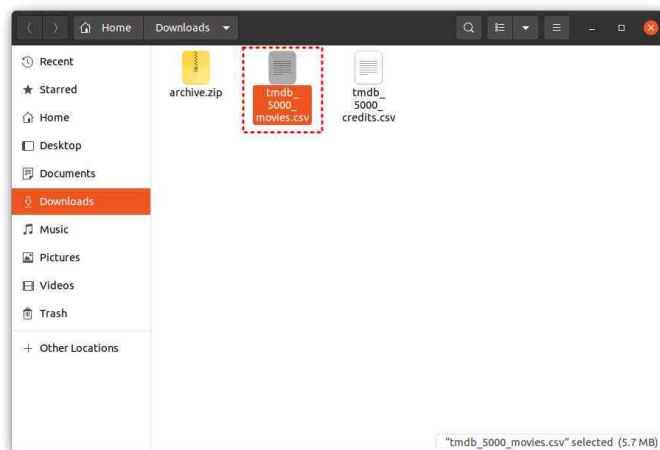 Home Downloads
Recent
Starred
Home
Desktop
Documents
Downloads
Music
Pictures
Videos
Trash
Other Locations
archive.zip
tmdb_
5000_
movies.csv
tmdb_
5000_
credits.csv
"tmdb_5000_movies.csv" selected (5.7 MB)